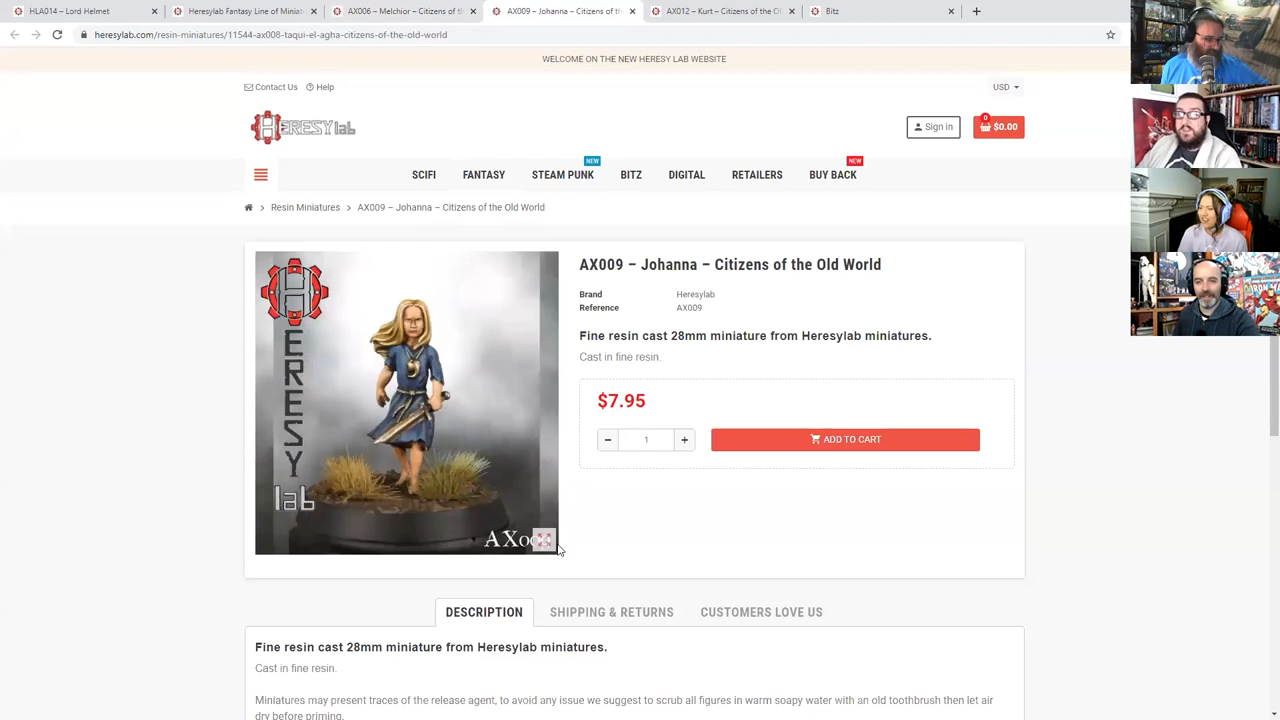 HLA014 – Lord Helmet
Heresylab Fantasy Line of Miniat
AX006 – Melchior – Citizens of th
AX009 – Johanna – Citizens of th
AX012 – Kurt – Citizens of the Ol
Bitz
heresylab.com/resin-miniatures/11544-ax008-taqui-el-agha-citizens-of-the-old-world
WELCOME ON THE NEW HERESY LAB WEBSITE
Contact Us
Help
USD
HERESYlab
Sign in
0
$0.00
NEW
NEW
SCIFI
FANTASY
STEAM PUNK
BITZ
DIGITAL
RETAILERS
BUY BACK
Resin Miniatures
AX009 – Johanna – Citizens of the Old World
HERESY
lab
AX009 – Johanna – Citizens of the Old World
Brand Heresylab
Reference AX009
Fine resin cast 28mm miniature from Heresylab miniatures.
Cast in fine resin.
$7.95
1
ADD TO CART
DESCRIPTION
SHIPPING & RETURNS
CUSTOMERS LOVE US
Fine resin cast 28mm miniature from Heresylab miniatures.
Cast in fine resin.
Miniatures may present traces of the release agent, to avoid any issue we suggest to scrub all figures in warm soapy water with an old toothbrush then let air
dry before priming.